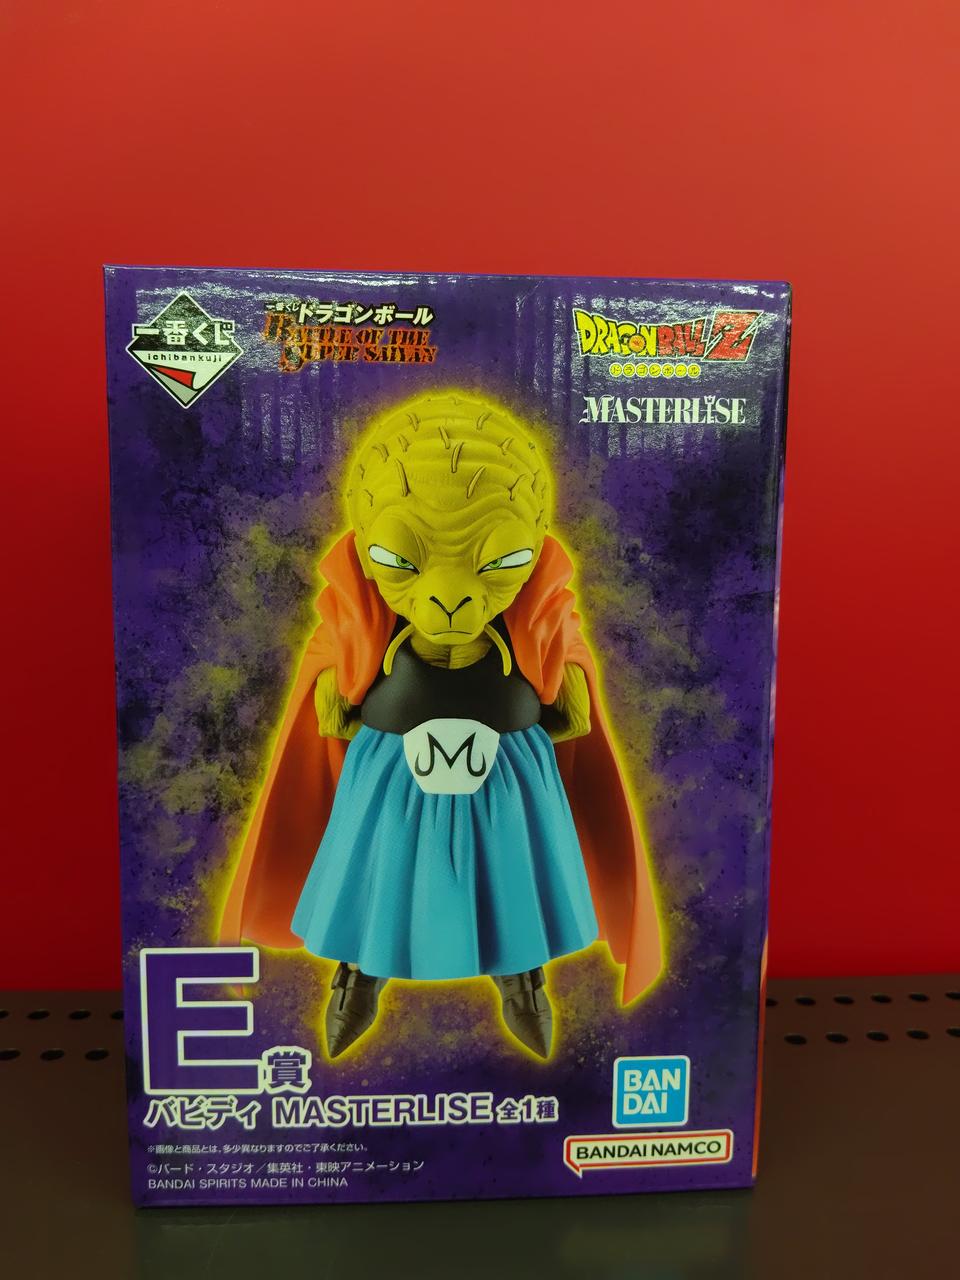 一番くじ
ichibankuji
一番くじ ドラゴンボール
BATTLE OF THE
SUPER SAIYAN
DRAGON BALL Z
ドラゴンボール
MASTERLISE
M
E賞
バビディ MASTERLISE 全1種
※画像と商品とは、多少異なりますのでご了承ください。
©バード・スタジオ／集英社・東映アニメーション
BANDAI SPIRITS MADE IN CHINA
BAN
DAI
BANDAI NAMCO